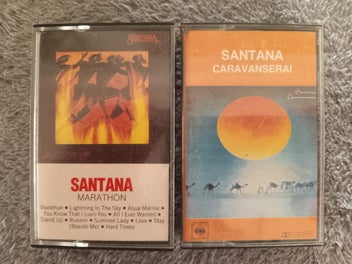 SANTANA
SANTANA
MARATHON
Marathon • Lightning In The Sky • Aqua Marine •
You Know That I Love You • All I Ever Wanted •
Stand Up • Runnin • Summer Lady • Love • Stay
(Beside Me) • Hard Times
SANTANA
CARAVANSERAI